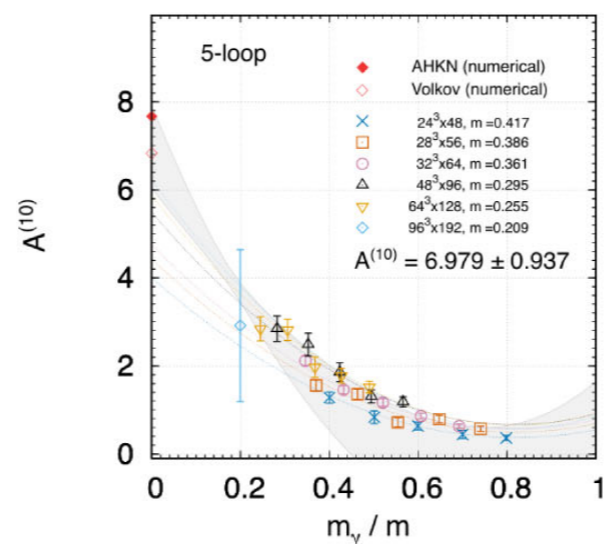 5-loop
AHKN (numerical)
Volkov (numerical)
24³x48, m =0.417
28³x56, m =0.386
32³x64, m =0.361
48³x96, m =0.295
64³x128, m =0.255
96³x192, m =0.209
A⁽¹⁰⁾ = 6.979 ± 0.937
A⁽¹⁰⁾
8
6
4
2
0
0 0.2 0.4 0.6 0.8 1
m_γ / m